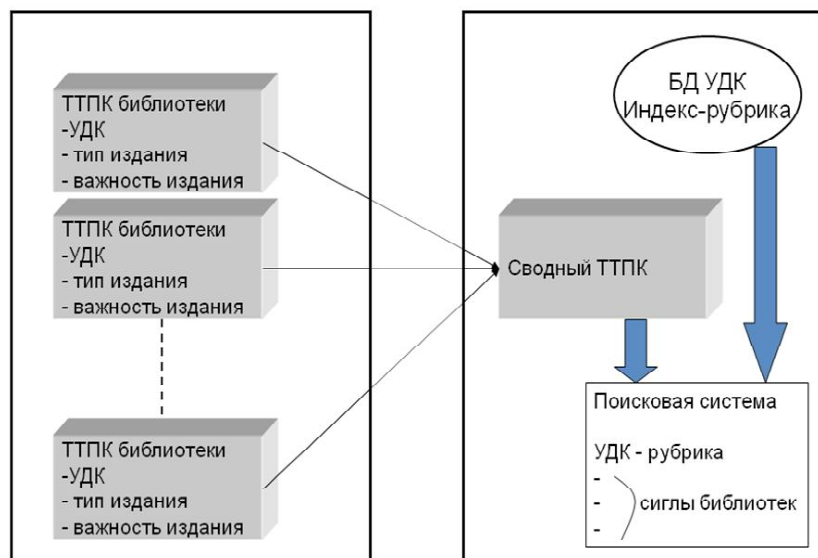 ТТПК библиотеки
-УДК
- тип издания
- важность издания
ТТПК библиотеки
-УДК
- тип издания
- важность издания
ТТПК библиотеки
-УДК
- тип издания
- важность издания
БД УДК
Индекс-рубрика
Сводный ТТПК
Поисковая система
УДК - рубрика
-
- сиглы библиотек
-